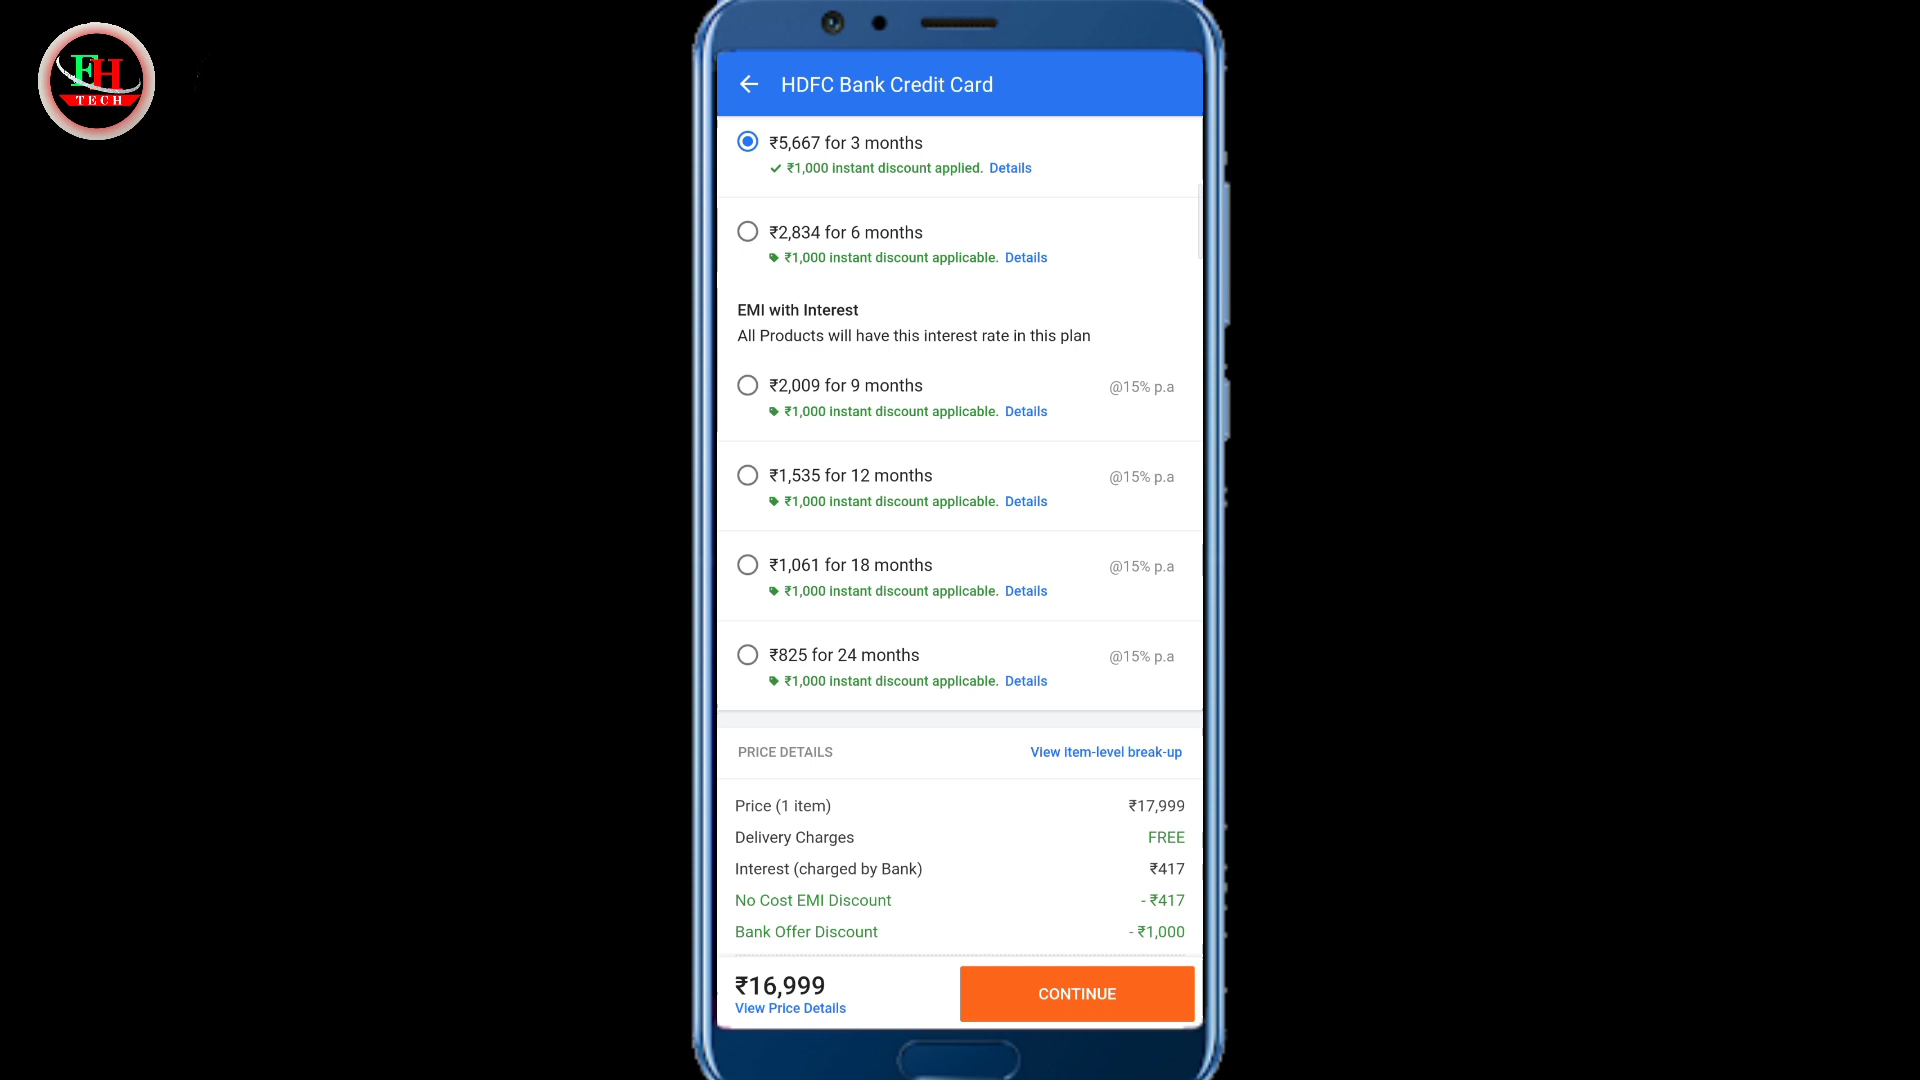 FH
TECH
HDFC Bank Credit Card
₹5,667 for 3 months
₹1,000 instant discount applied. Details
₹2,834 for 6 months
₹1,000 instant discount applicable. Details
EMI with Interest
All Products will have this interest rate in this plan
₹2,009 for 9 months @15% p.a
₹1,000 instant discount applicable. Details
₹1,535 for 12 months @15% p.a
₹1,000 instant discount applicable. Details
₹1,061 for 18 months @15% p.a
₹1,000 instant discount applicable. Details
₹825 for 24 months @15% p.a
₹1,000 instant discount applicable. Details
PRICE DETAILS View item-level break-up
Price (1 item) ₹17,999
Delivery Charges FREE
Interest (charged by Bank) ₹417
No Cost EMI Discount - ₹417
Bank Offer Discount - ₹1,000
₹16,999
View Price Details
CONTINUE